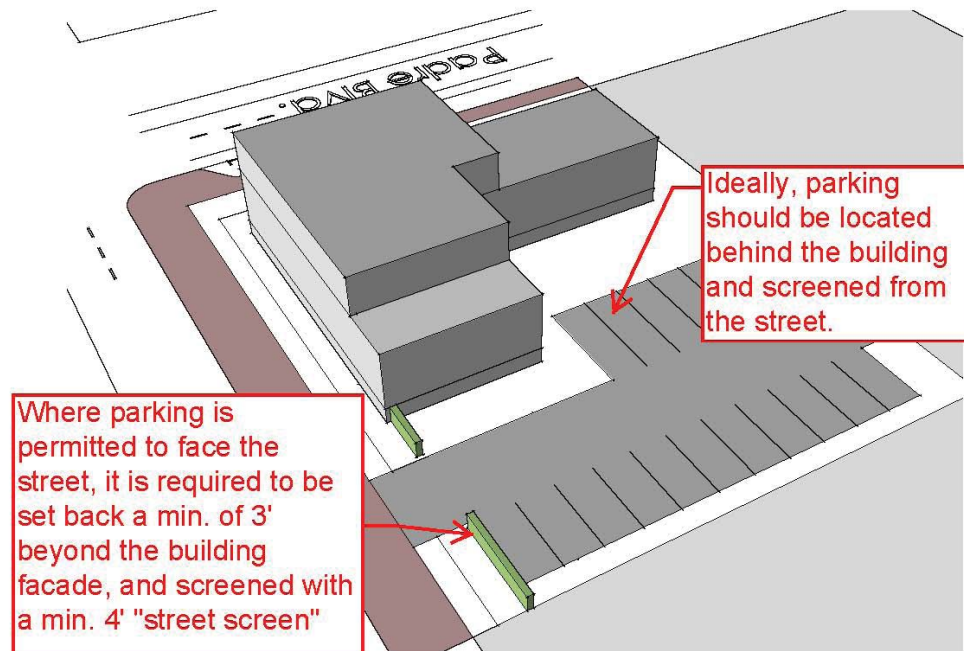 Padre Blvd.
Ideally, parking
should be located
behind the building
and screened from
the street.
Where parking is
permitted to face the
street, it is required to be
set back a min. of 3'
beyond the building
facade, and screened with
a min. 4' "street screen"